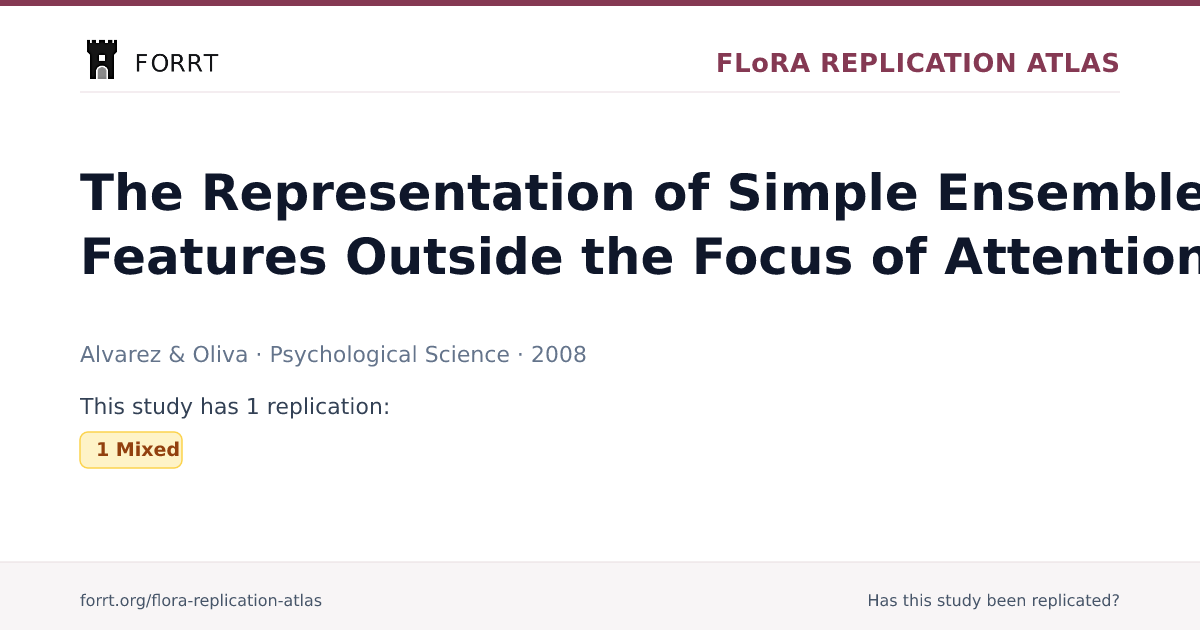 FORRT
FLoRA REPLICATION ATLAS
The Representation of Simple Ensemble
Features Outside the Focus of Attention
Alvarez & Oliva · Psychological Science · 2008
This study has 1 replication:
1 Mixed
forrt.org/flora-replication-atlas
Has this study been replicated?